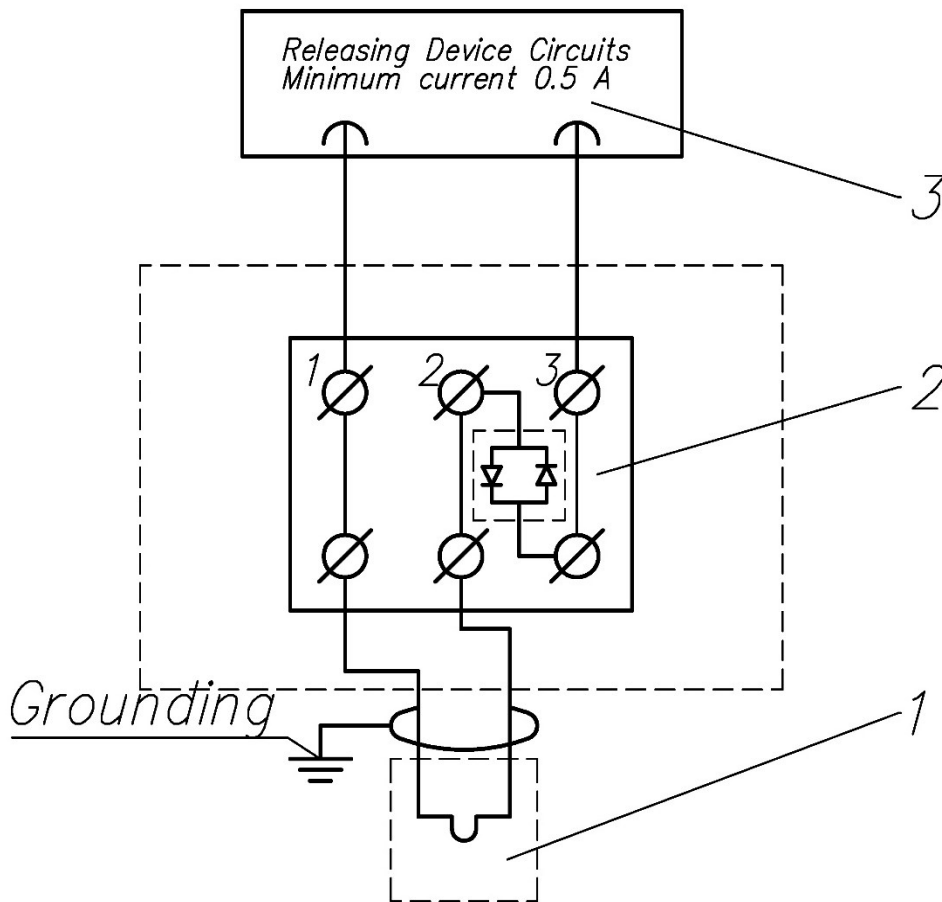 Releasing Device Circuits
Minimum current 0.5 A
3
1 2 3
2
Grounding
1